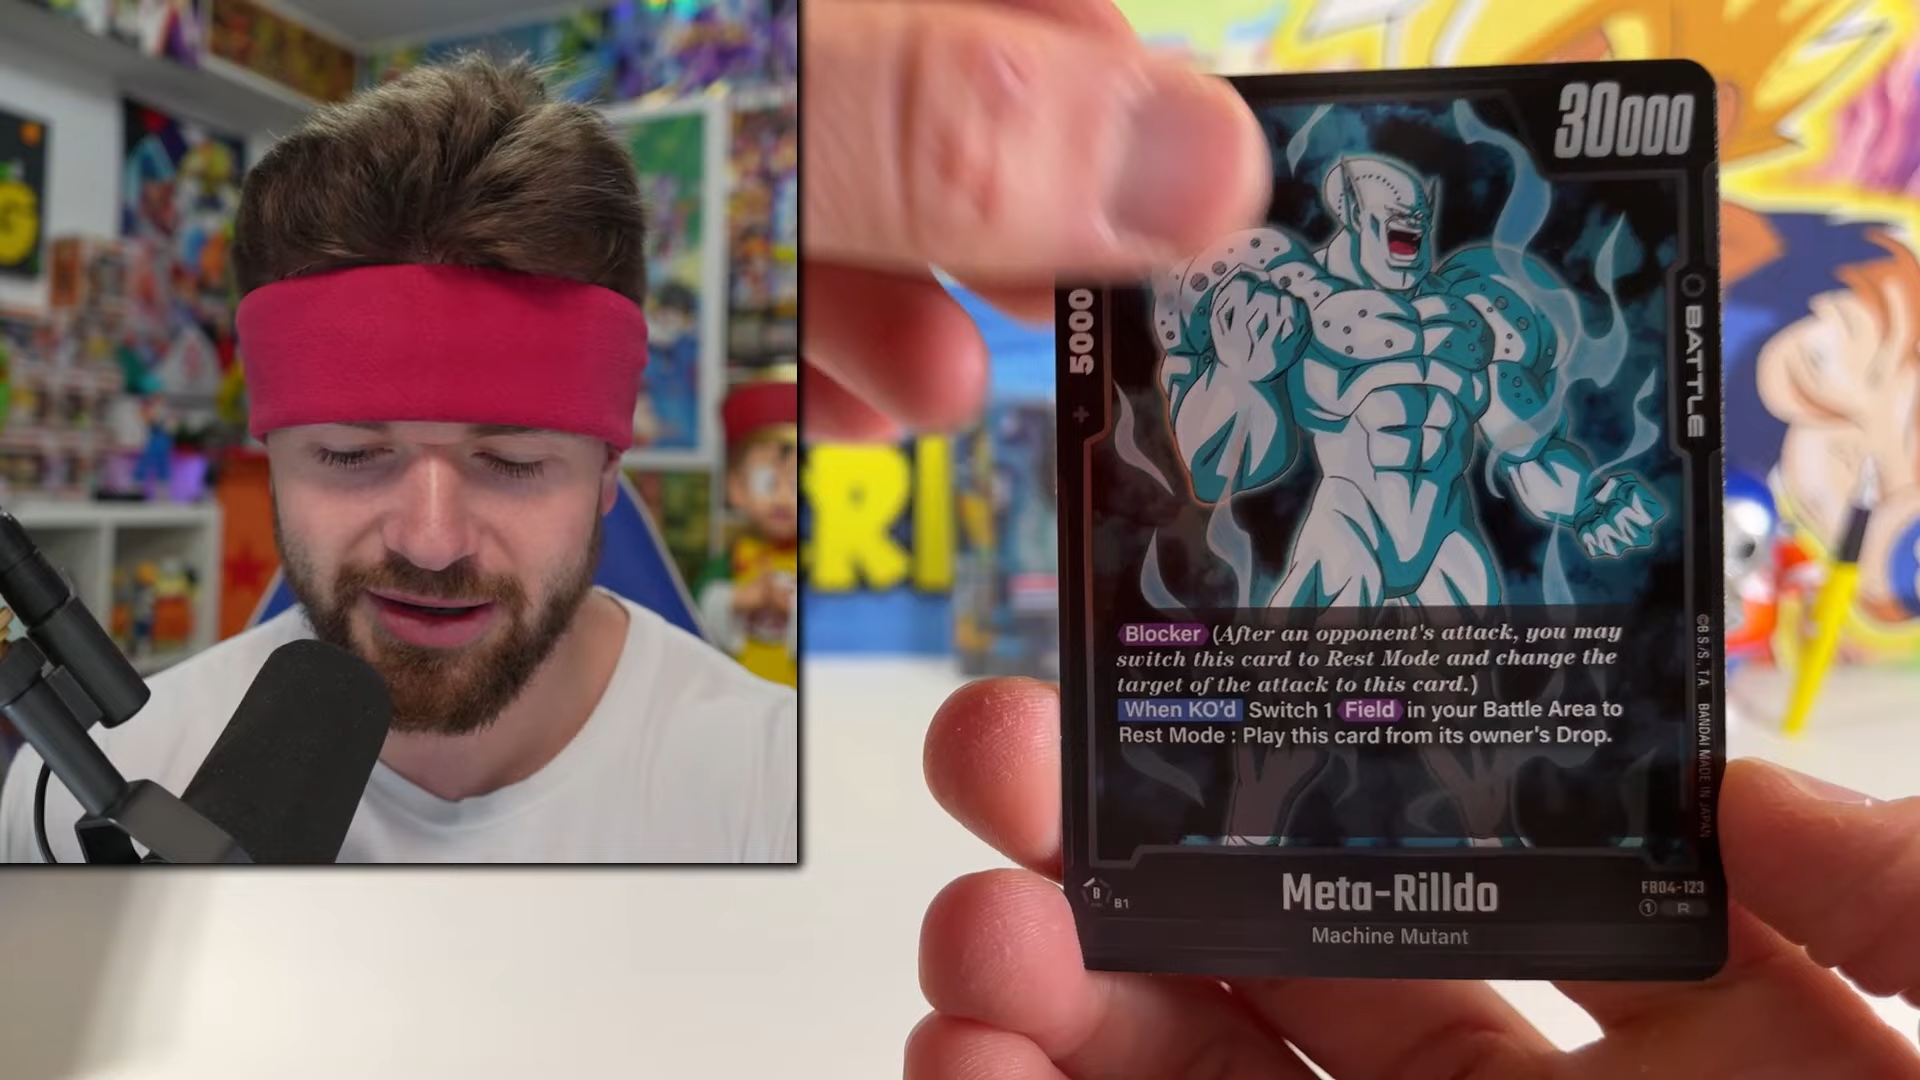 30000
5000
+
BATTLE
RI
G
Blocker (After an opponent's attack, you may
switch this card to Rest Mode and change the
target of the attack to this card.)
When KO'd Switch 1 Field in your Battle Area to
Rest Mode : Play this card from its owner's Drop.
©B.S./S., T.A. BANDAI MADE IN JAPAN
B
B1
Meta-Rilldo
FB04-123
1 R
Machine Mutant